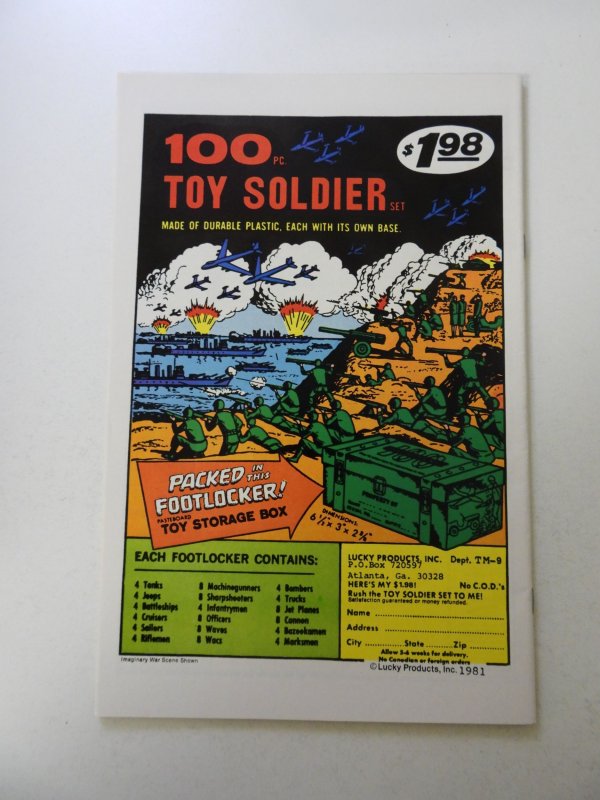 100 PC.
$1.98
TOY SOLDIER SET
MADE OF DURABLE PLASTIC, EACH WITH ITS OWN BASE.
PACKED IN THIS
FOOTLOCKER!
PASTEBOARD
TOY STORAGE BOX
DIMENSIONS:
EACH FOOTLOCKER CONTAINS:
4 Tanks
4 Jeeps
4 Battleships
4 Cruisers
4 Sailors
4 Riflemen
8 Machinegunners
8 Sharpshooters
4 Infantrymen
8 Officers
8 Waves
8 Wacs
4 Bombers
4 Trucks
8 Jet Planes
8 Cannon
4 Bazookamen
4 Marksmen
LUCKY PRODUCTS, INC. Dept. TM-9
P.O.Box 720597
Atlanta, Ga. 30328
HERE'S MY $1.98! No C.O.D.'s
Rush the TOY SOLDIER SET TO ME!
Satisfaction guaranteed or money refunded.
Name
Address
City State Zip
Allow 3-6 weeks for delivery.
No Canadian or foreign orders
Imaginary War Scene Shown
©Lucky Products, Inc. 1981